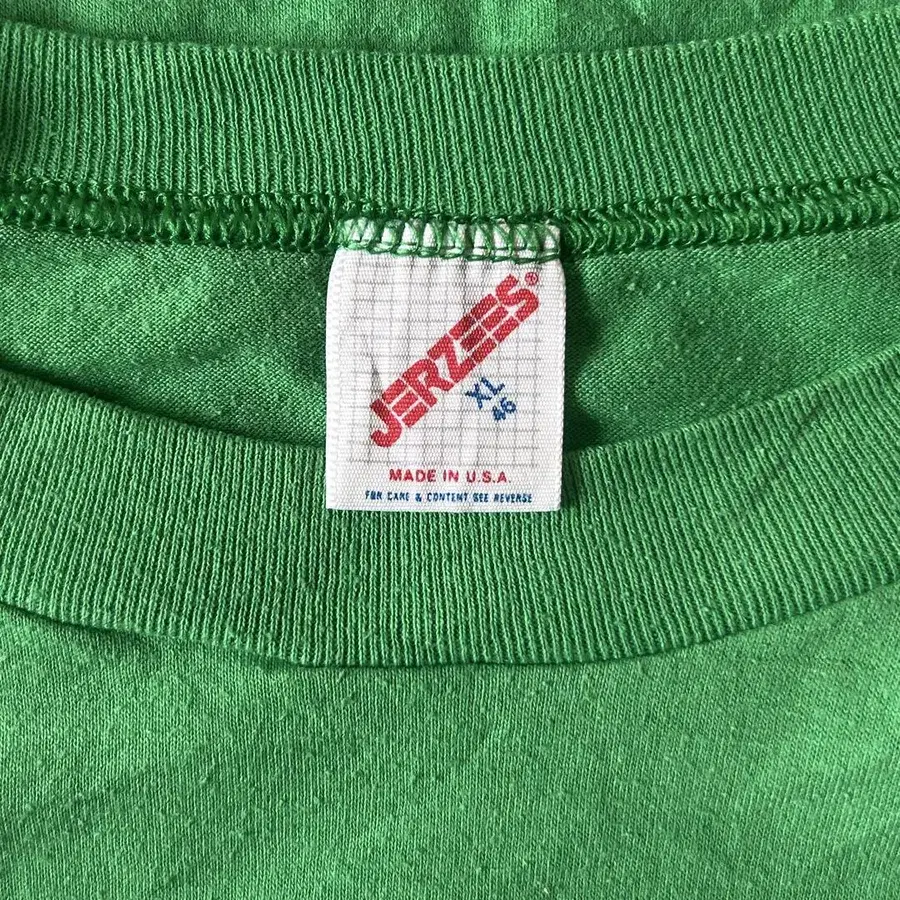 JERZEES®
XL
46
MADE IN U.S.A
FOR CARE & CONTENT SEE REVERSE